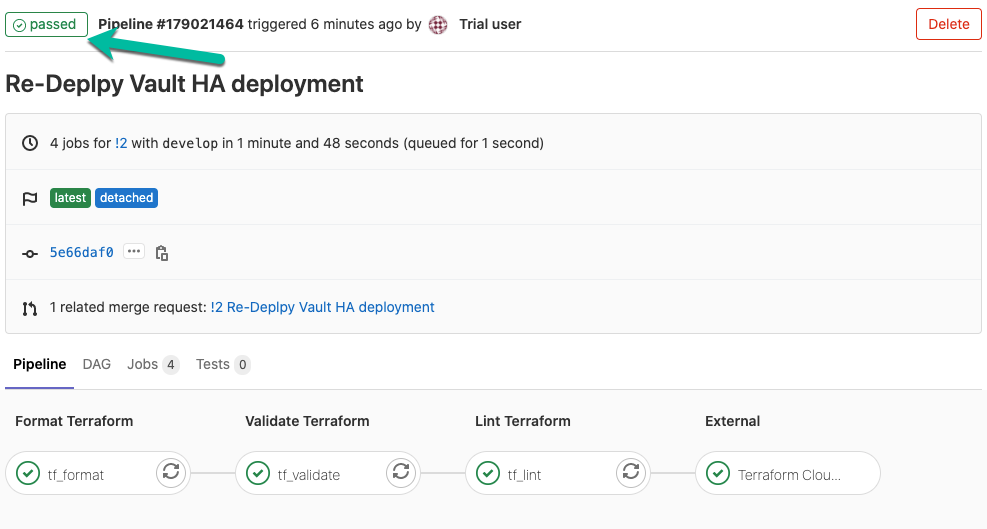 passed Pipeline #179021464 triggered 6 minutes ago by Trial user Delete
Re-Deplpy Vault HA deployment
4 jobs for !2 with develop in 1 minute and 48 seconds (queued for 1 second)
latest detached
5e66daf0 ...
1 related merge request: !2 Re-Deplpy Vault HA deployment
Pipeline DAG Jobs 4 Tests 0
Format Terraform Validate Terraform Lint Terraform External
tf_format tf_validate tf_lint Terraform Clou...